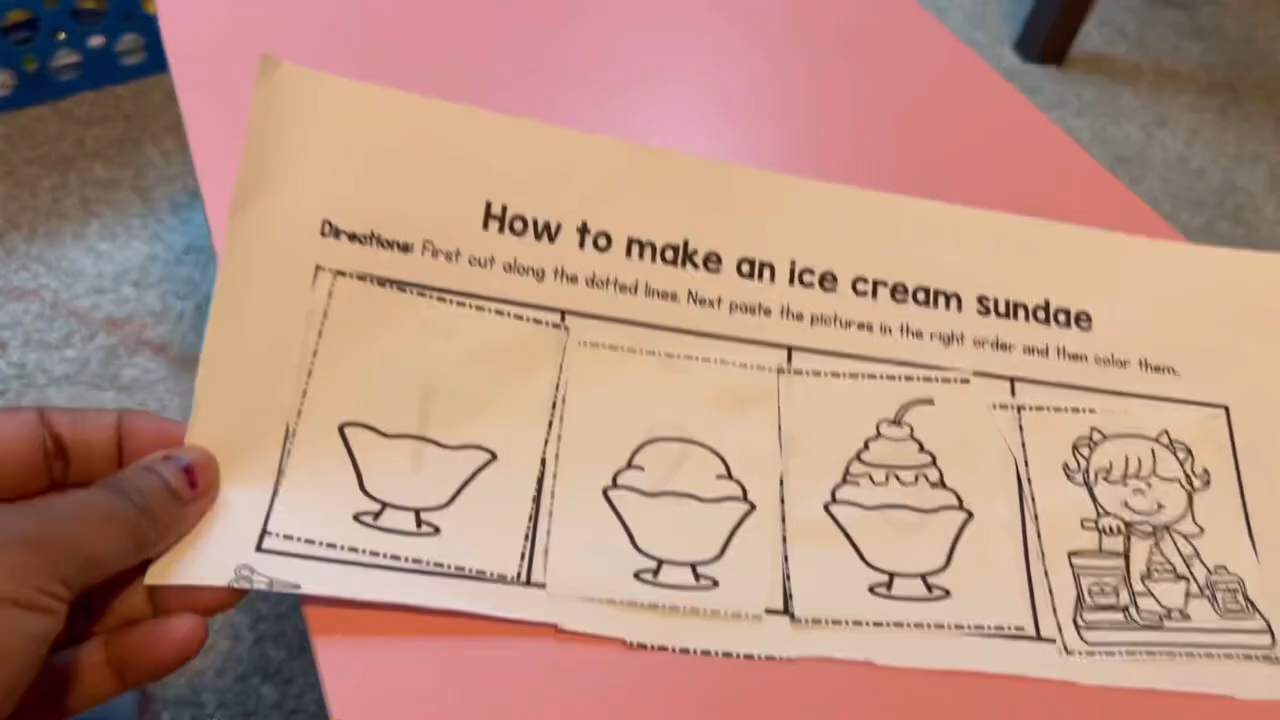 How to make an ice cream sundae
Directions: First cut along the dotted lines. Next paste the pictures in the right order and then color them.